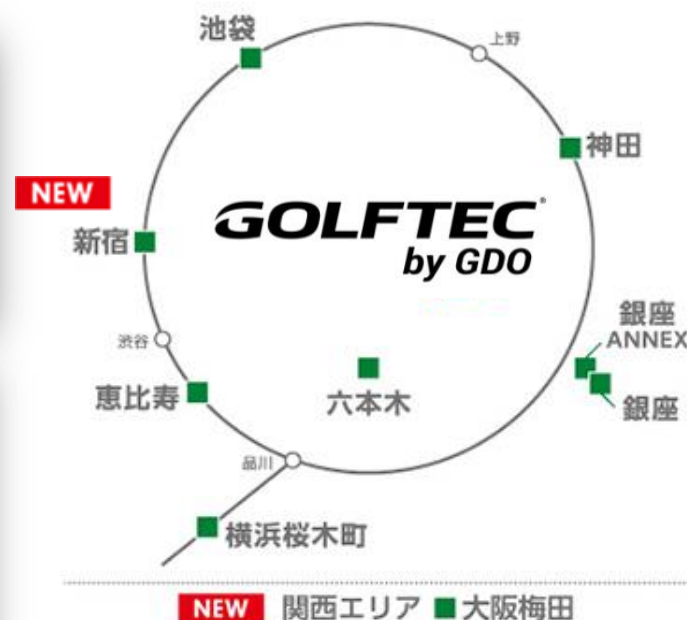 池袋
上野
神田
NEW
新宿
GOLFTEC®
by GDO
銀座
ANNEX
渋谷
恵比寿
六本木
銀座
品川
横浜桜木町
NEW 関西エリア 大阪梅田